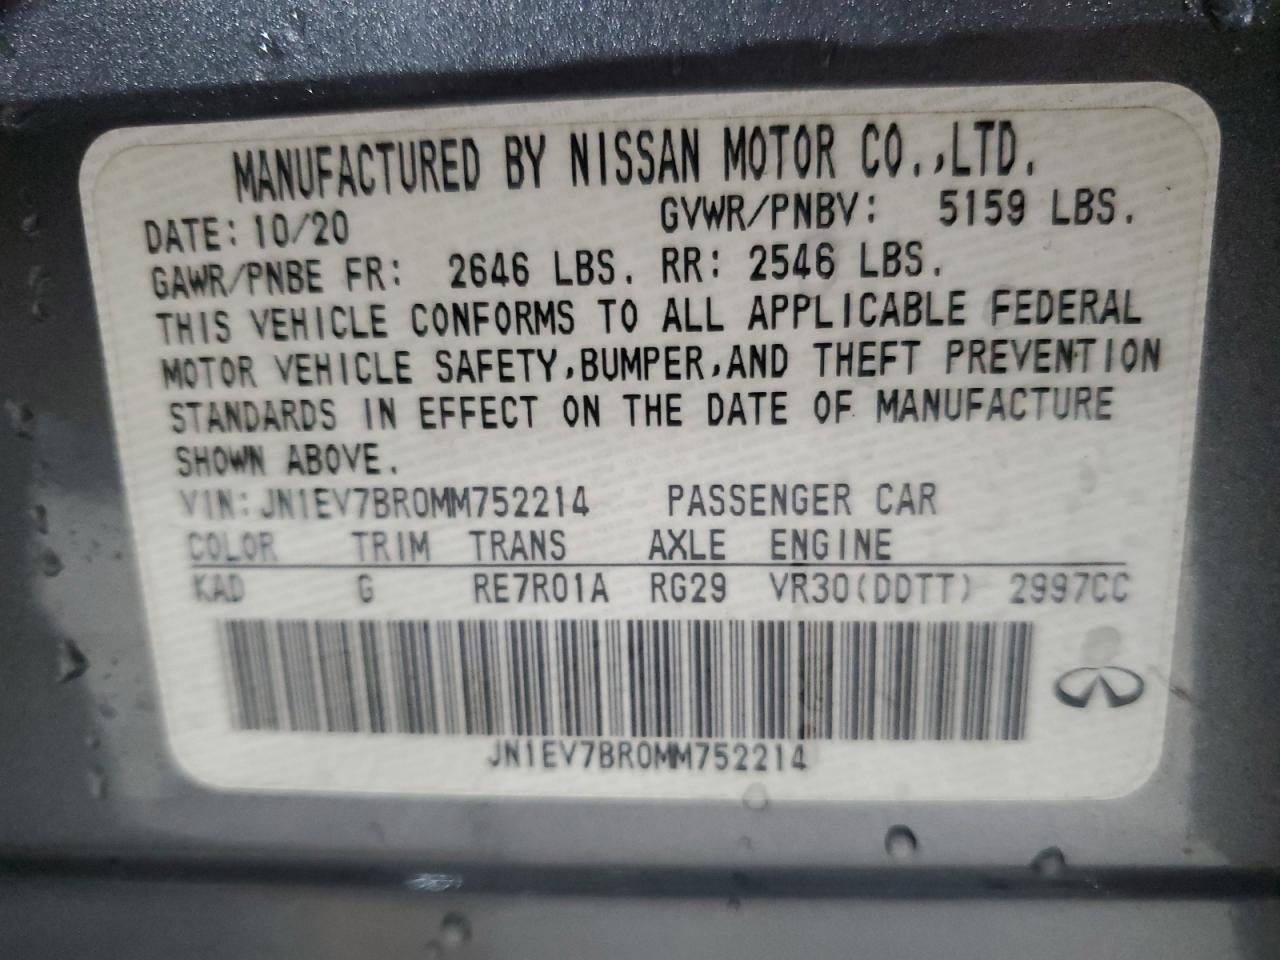 MANUFACTURED BY NISSAN MOTOR CO.,LTD.
DATE: 10/20 GVWR/PNBV: 5159 LBS.
GAWR/PNBE FR: 2646 LBS. RR: 2546 LBS.
THIS VEHICLE CONFORMS TO ALL APPLICABLE FEDERAL
MOTOR VEHICLE SAFETY,BUMPER,AND THEFT PREVENTION
STANDARDS IN EFFECT ON THE DATE OF MANUFACTURE
SHOWN ABOVE.
VIN: JN1EV7BR0MM752214 PASSENGER CAR
COLOR TRIM TRANS AXLE ENGINE
KAD G RE7R01A RG29 VR30(DDTT) 2997CC
JN1EV7BR0MM752214